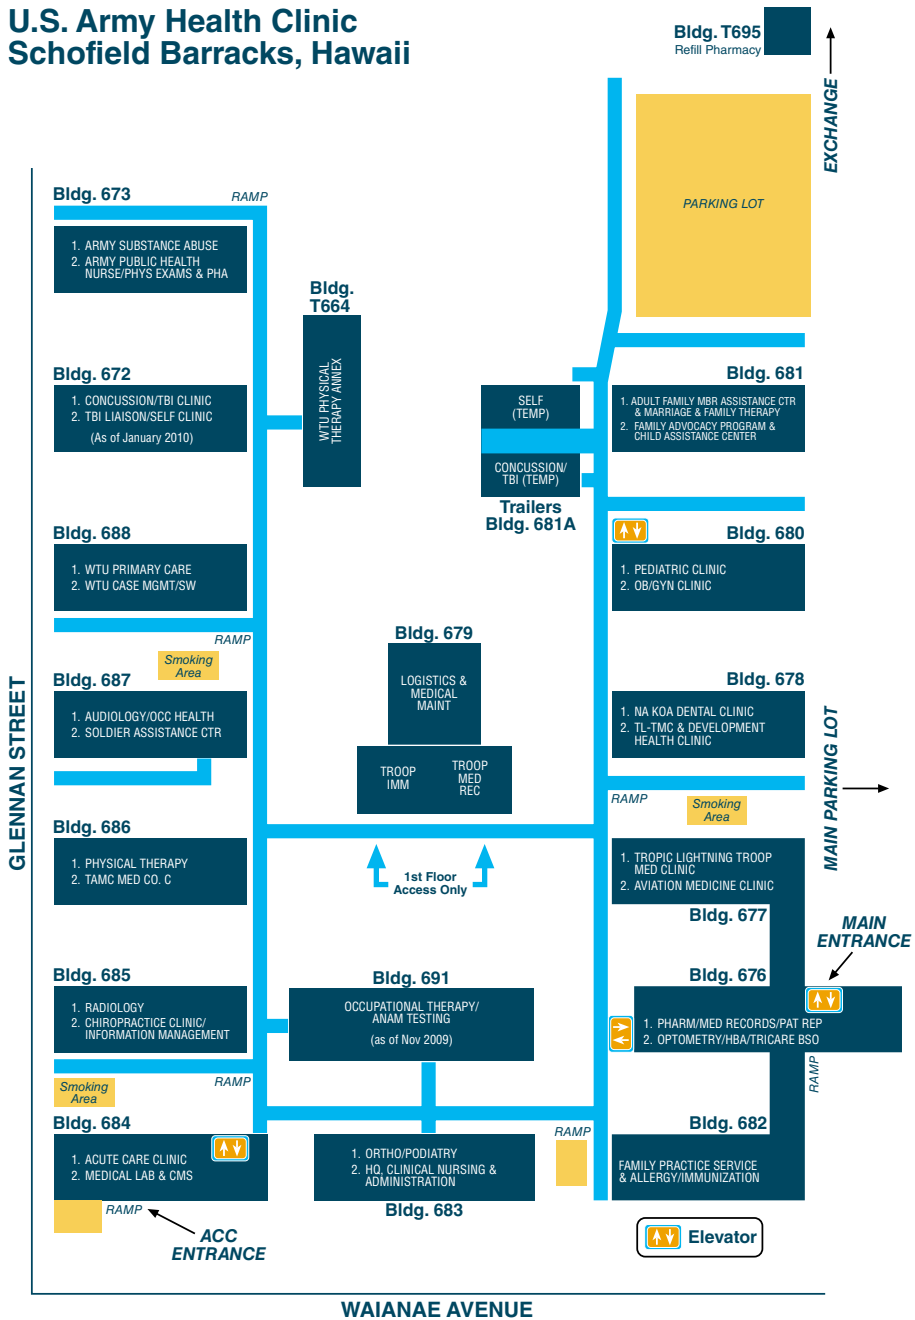 U.S. Army Health Clinic
Schofield Barracks, Hawaii
Bldg. T695
Refill Pharmacy
EXCHANGE
PARKING LOT
Bldg. 673
RAMP
1. ARMY SUBSTANCE ABUSE
2. ARMY PUBLIC HEALTH
NURSE/PHYS EXAMS & PHA
Bldg.
T664
WTU PHYSICAL
THERAPY ANNEX
Bldg. 672
1. CONCUSSION/TBI CLINIC
2. TBI LIAISON/SELF CLINIC
(As of January 2010)
SELF
(TEMP)
CONCUSSION/
TBI (TEMP)
Trailers
Bldg. 681A
Bldg. 681
1. ADULT FAMILY MBR ASSISTANCE CTR
& MARRIAGE & FAMILY THERAPY
2. FAMILY ADVOCACY PROGRAM &
CHILD ASSISTANCE CENTER
Bldg. 688
1. WTU PRIMARY CARE
2. WTU CASE MGMT/SW
RAMP
Smoking
Area
Bldg. 680
1. PEDIATRIC CLINIC
2. OB/GYN CLINIC
Bldg. 679
LOGISTICS &
MEDICAL
MAINT
TROOP
IMM
TROOP
MED
REC
1st Floor
Access Only
Bldg. 687
1. AUDIOLOGY/OCC HEALTH
2. SOLDIER ASSISTANCE CTR
Bldg. 678
1. NA KOA DENTAL CLINIC
2. TL-TMC & DEVELOPMENT
HEALTH CLINIC
RAMP
Smoking
Area
MAIN PARKING LOT
GLENNAN STREET
Bldg. 686
1. PHYSICAL THERAPY
2. TAMC MED CO. C
1. TROPIC LIGHTNING TROOP
MED CLINIC
2. AVIATION MEDICINE CLINIC
Bldg. 677
MAIN
ENTRANCE
Bldg. 685
1. RADIOLOGY
2. CHIROPRACTICE CLINIC/
INFORMATION MANAGEMENT
RAMP
Smoking
Area
Bldg. 691
OCCUPATIONAL THERAPY/
ANAM TESTING
(as of Nov 2009)
Bldg. 676
1. PHARM/MED RECORDS/PAT REP
2. OPTOMETRY/HBA/TRICARE BSO
RAMP
Bldg. 684
1. ACUTE CARE CLINIC
2. MEDICAL LAB & CMS
RAMP
ACC
ENTRANCE
1. ORTHO/PODIATRY
2. HQ, CLINICAL NURSING &
ADMINISTRATION
Bldg. 683
RAMP
Bldg. 682
FAMILY PRACTICE SERVICE
& ALLERGY/IMMUNIZATION
Elevator
WAIANAE AVENUE